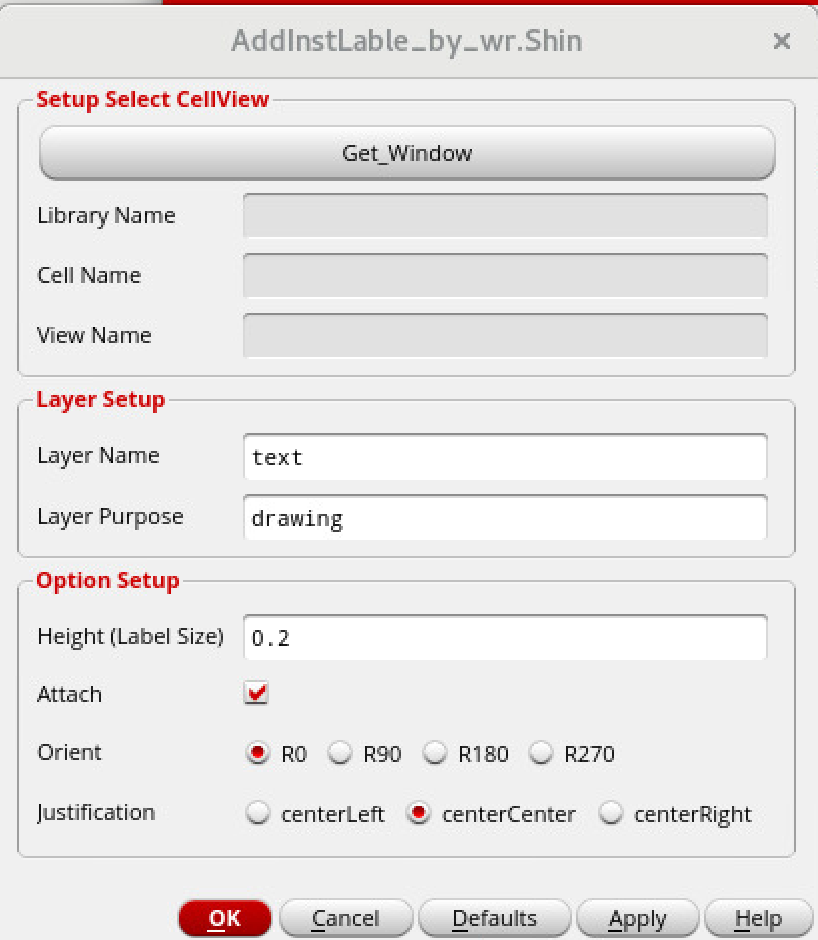 AddInstLable_by_wr.Shin
Setup Select CellView
Get_Window
Library Name
Cell Name
View Name
Layer Setup
Layer Name text
Layer Purpose drawing
Option Setup
Height (Label Size) 0.2
Attach
Orient R0 R90 R180 R270
Justification centerLeft centerCenter centerRight
OK Cancel Defaults Apply Help